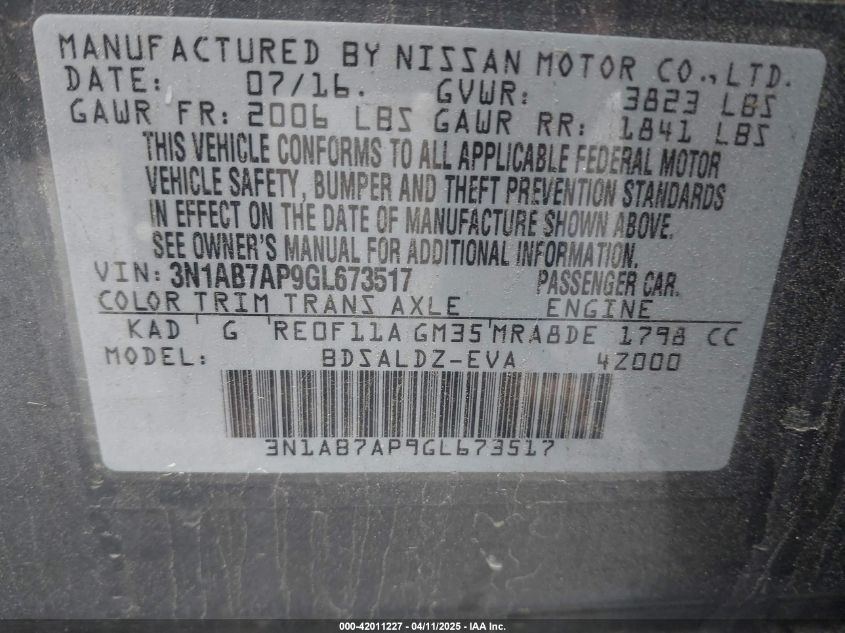 MANUFACTURED BY NISSAN MOTOR CO., LTD.
DATE: 07/16. GVWR: 3823 LBS
GAWR FR: 2006 LBS GAWR RR: 1841 LBS
THIS VEHICLE CONFORMS TO ALL APPLICABLE FEDERAL MOTOR
VEHICLE SAFETY, BUMPER AND THEFT PREVENTION STANDARDS
IN EFFECT ON THE DATE OF MANUFACTURE SHOWN ABOVE.
SEE OWNER'S MANUAL FOR ADDITIONAL INFORMATION.
VIN: 3N1AB7AP9GL673517 PASSENGER CAR.
COLOR TRIM TRANS AXLE ENGINE
KAD G RE0F11A GM35 MRA8DE 1798 CC
MODEL: BDSALDZ-EVA 4Z000
3N1AB7AP9GL673517
000-42011227 - 04/11/2025 - IAA Inc.